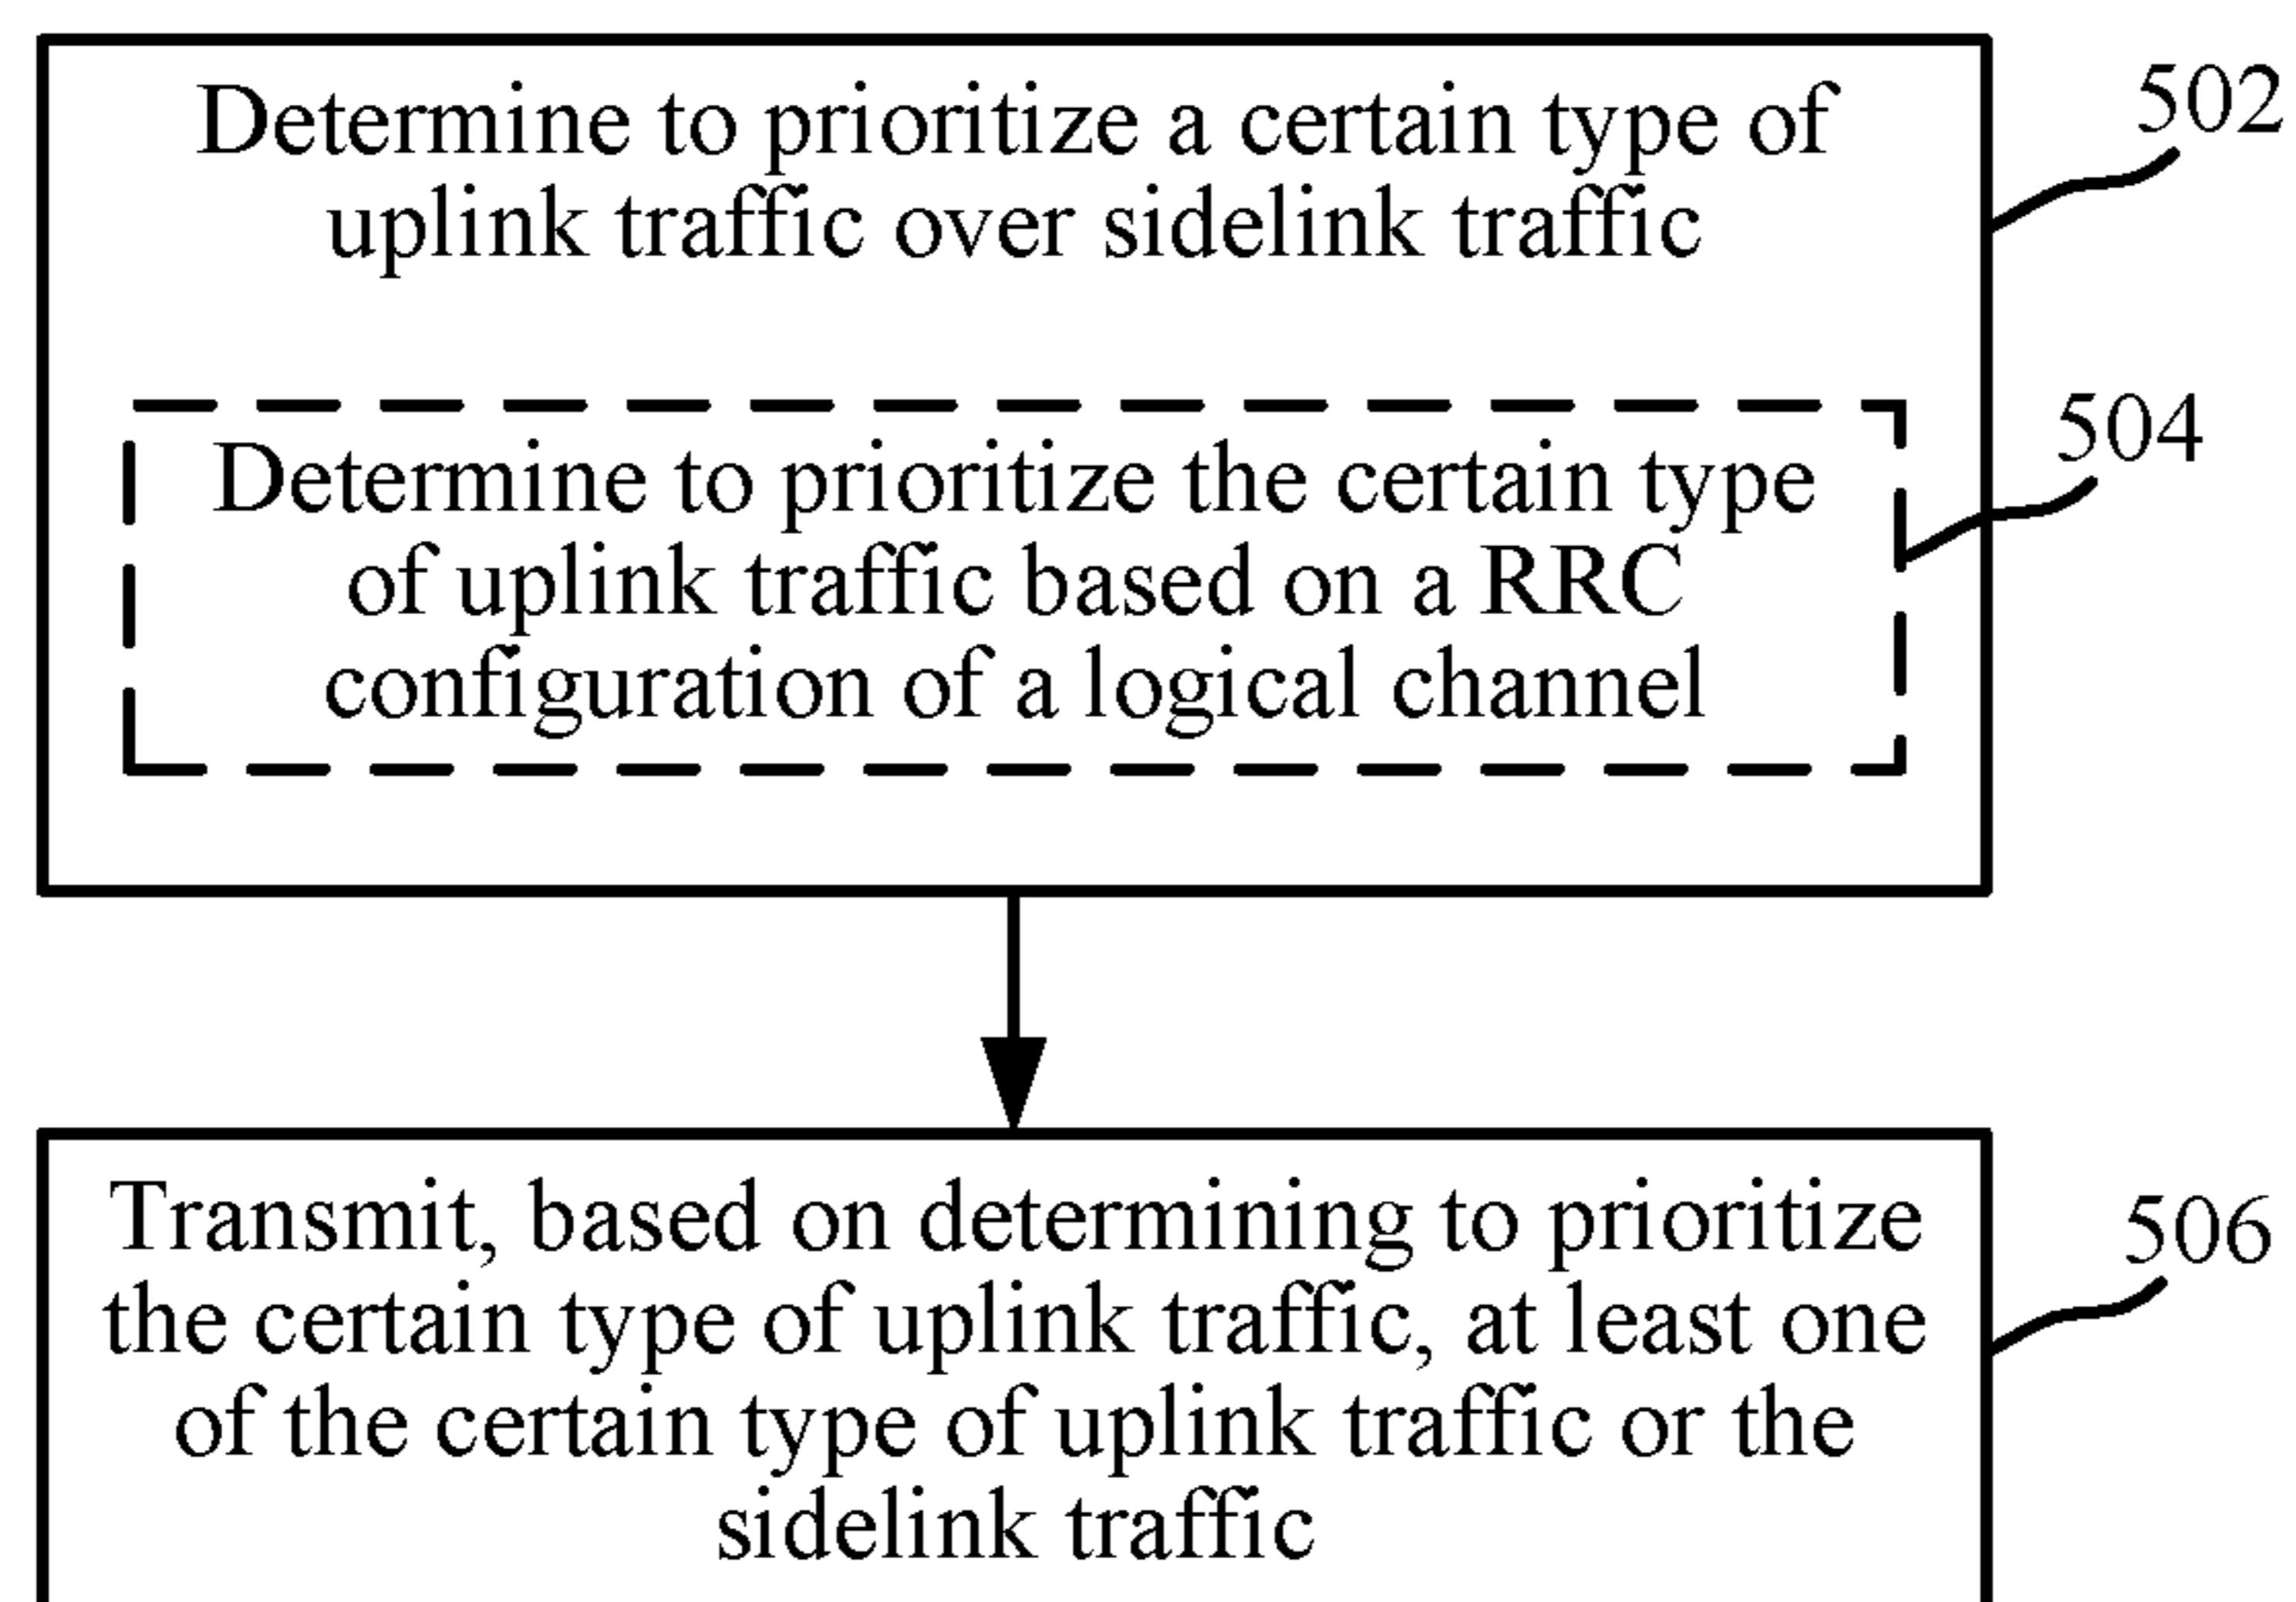 Determine to prioritize a certain type of
uplink traffic over sidelink traffic
502
Determine to prioritize the certain type
of uplink traffic based on a RRC
configuration of a logical channel
504
Transmit, based on determining to prioritize
the certain type of uplink traffic, at least one
of the certain type of uplink traffic or the
sidelink traffic
506